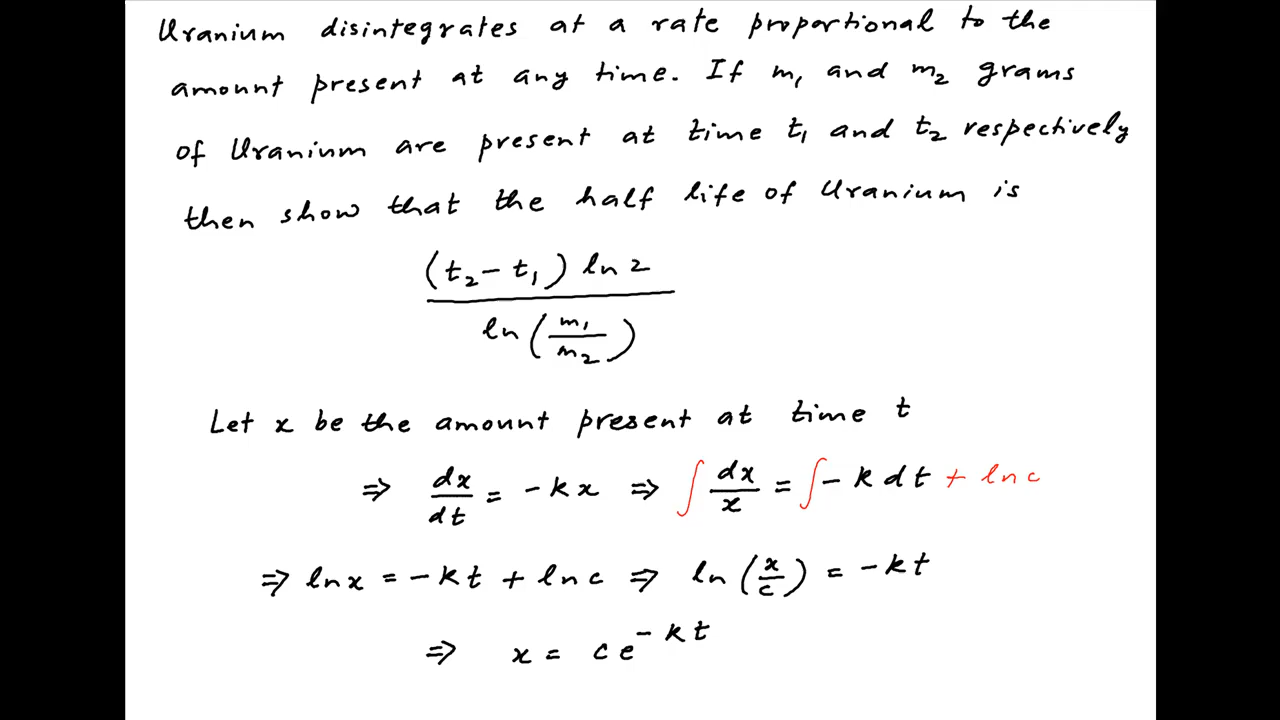 Uranium disintegrates at a rate proportional to the
amount present at any time. If m₁ and m₂ grams
of Uranium are present at time t₁ and t₂ respectively
then show that the half life of Uranium is
(t₂ - t₁) ln 2
ln (m₁/m₂)
Let x be the amount present at time t
⇒ dx/dt = -kx ⇒ ∫ dx/x = ∫ -k dt + ln c
⇒ ln x = -kt + ln c ⇒ ln (x/c) = -kt
⇒ x = c e^{-kt}